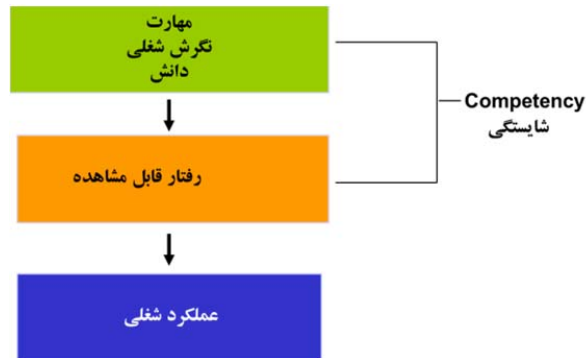 مهارت
نگرش شغلی
دانش
Competency
شایستگی
رفتار قابل مشاهده
عملکرد شغلی